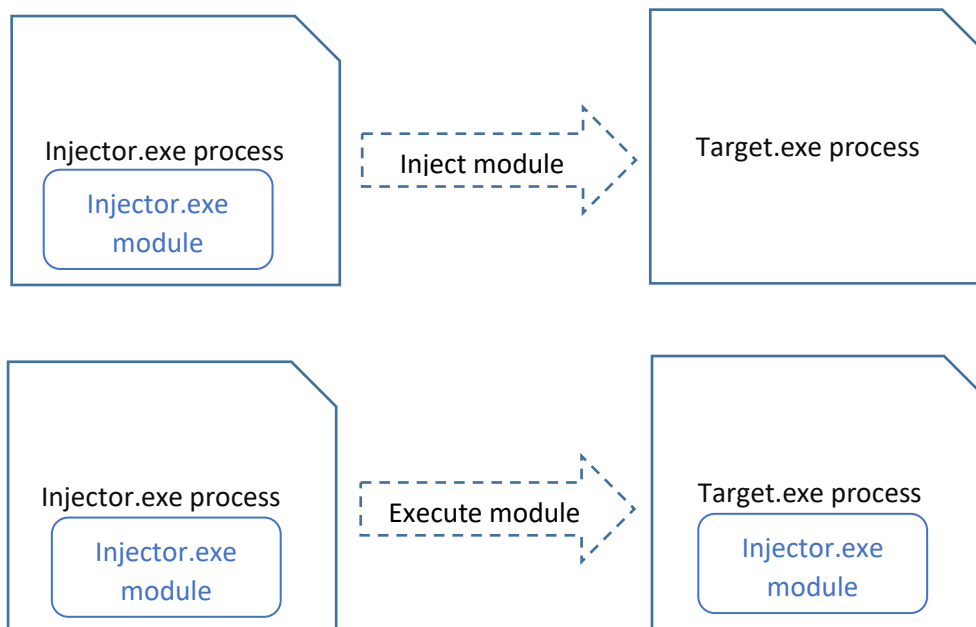 Injector.exe process
Injector.exe
module
Inject module
Target.exe process
Injector.exe process
Injector.exe
module
Execute module
Target.exe process
Injector.exe
module